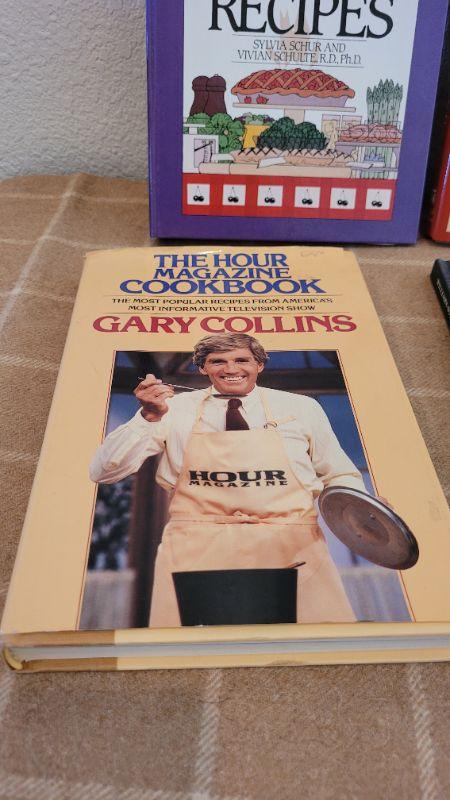 RECIPES
SYLVIA SCHUR AND
VIVIAN SCHULTE, R.D., Ph.D.
THE HOUR
MAGAZINE
COOKBOOK
THE MOST POPULAR RECIPES FROM AMERICA'S
MOST INFORMATIVE TELEVISION SHOW
GARY COLLINS
HOUR
MAGAZINE